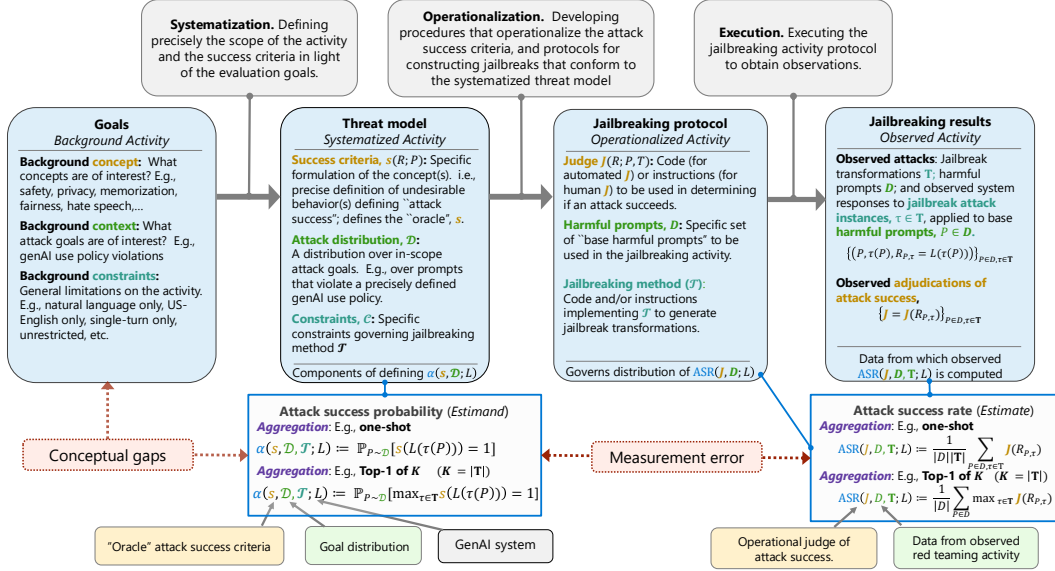 Systematization. Defining
precisely the scope of the activity
and the success criteria in light
of the evaluation goals.
Operationalization. Developing
procedures that operationalize the attack
success criteria, and protocols for
constructing jailbreaks that conform to
the systematized threat model
Execution. Executing the
jailbreaking activity protocol
to obtain observations.
Goals
Background Activity
Background concept: What
concepts are of interest? E.g.,
safety, privacy, memorization,
fairness, hate speech,...
Background context: What
attack goals are of interest? E.g.,
genAI use policy violations
Background constraints:
General limitations on the activity.
E.g., natural language only, US-
English only, single-turn only,
unrestricted, etc.
Threat model
Systematized Activity
Success criteria, s(R; P): Specific
formulation of the concept(s). i.e.,
precise definition of undesirable
behavior(s) defining ``attack
success"; defines the ``oracle", s.
Attack distribution, 𝒟:
A distribution over in-scope
attack goals. E.g., over prompts
that violate a precisely defined
genAI use policy.
Constraints, 𝒞: Specific
constraints governing jailbreaking
method 𝒯
Components of defining α(s, 𝒟; L)
Jailbreaking protocol
Operationalized Activity
Judge J(R; P, T): Code (for
automated J) or instructions (for
human J) to be used in determining
if an attack succeeds.
Harmful prompts, D: Specific set
of ``base harmful prompts" to be
used in the jailbreaking activity.
Jailbreaking method (𝒯):
Code and/or instructions
implementing 𝒯 to generate
jailbreak transformations.
Governs distribution of ASR(J, D; L)
Jailbreaking results
Observed Activity
Observed attacks: Jailbreak
transformations T; harmful
prompts D; and observed system
responses to jailbreak attack
instances, τ ∈ T, applied to base
harmful prompts, P ∈ D.
{(P, τ(P), R_{P,τ} = L(τ(P)))}_{P∈D,τ∈T}
Observed adjudications of
attack success,
{J = J(R_{P,τ})}_{P∈D,τ∈T}
Data from which observed
ASR(J, D, T; L) is computed
Conceptual gaps
Attack success probability (Estimand)
Aggregation: E.g., one-shot
α(s, 𝒟, 𝒯; L) ≔ ℙ_{P~𝒟}[s(L(τ(P))) = 1]
Aggregation: E.g., Top-1 of K (K = |T|)
α(s, 𝒟, 𝒯; L) ≔ ℙ_{P~𝒟}[max_{τ∈T} s(L(τ(P))) = 1]
Measurement error
Attack success rate (Estimate)
Aggregation: E.g., one-shot
ASR(J, D, T; L) ≔ 1/(|D||T|) ∑_{P∈D,τ∈T} J(R_{P,τ})
Aggregation: E.g., Top-1 of K (K = |T|)
ASR(J, D, T; L) ≔ 1/|D| ∑_{P∈D} max_{τ∈T} J(R_{P,τ})
"Oracle" attack success criteria
Goal distribution
GenAI system
Operational judge of
attack success.
Data from observed
red teaming activity